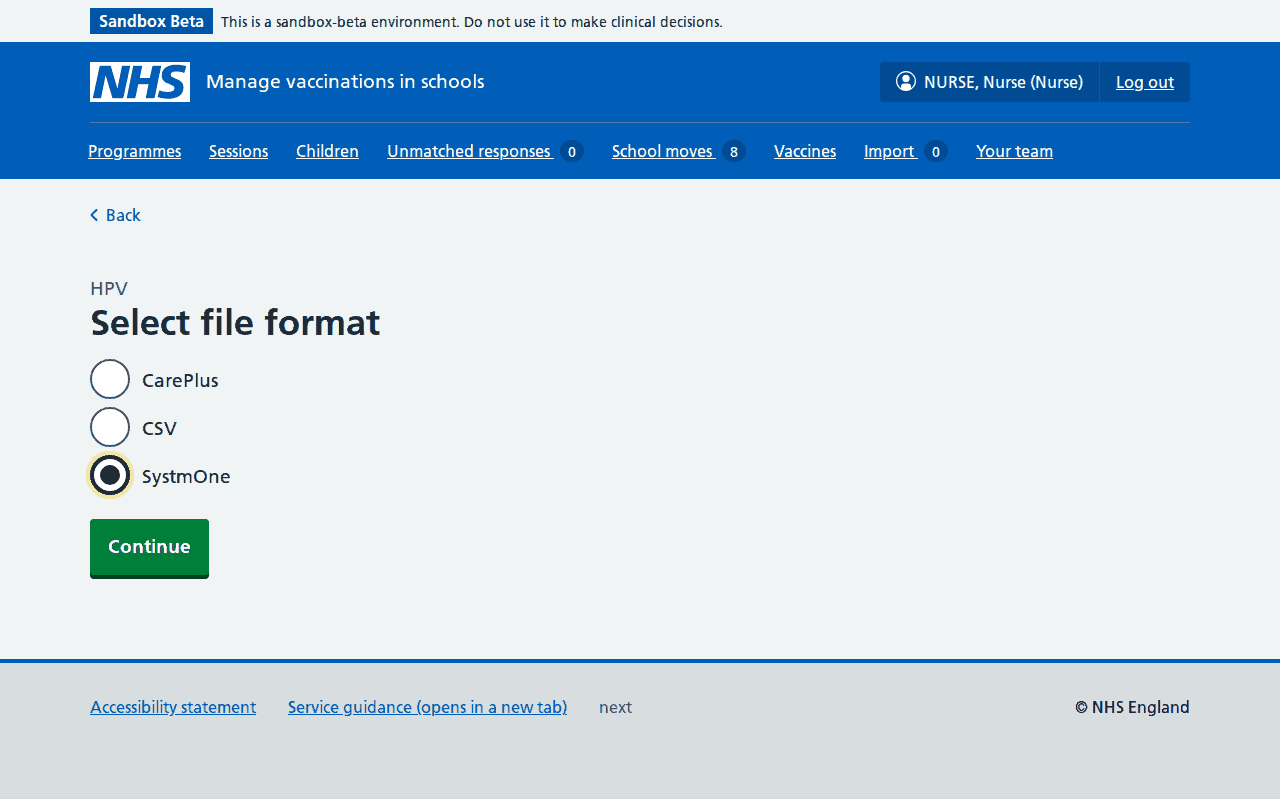 Sandbox Beta This is a sandbox-beta environment. Do not use it to make clinical decisions.
NHS Manage vaccinations in schools NURSE, Nurse (Nurse) Log out
Programmes Sessions Children Unmatched responses 0 School moves 8 Vaccines Import 0 Your team
Back
HPV
Select file format
CarePlus
CSV
SystmOne
Continue
Accessibility statement Service guidance (opens in a new tab) next © NHS England